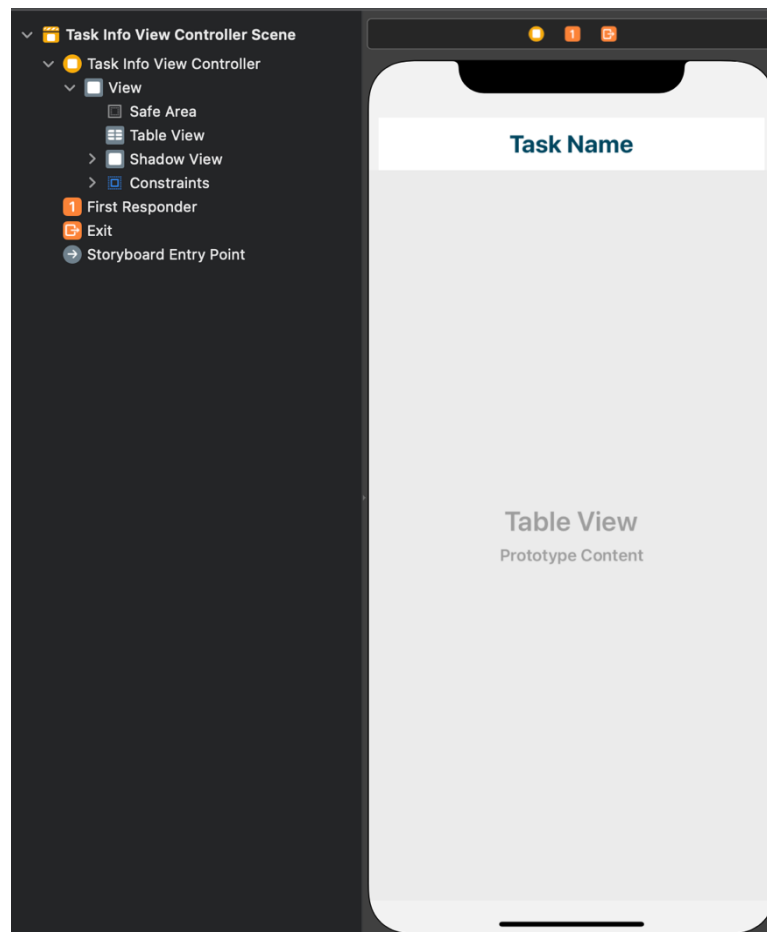 Task Info View Controller Scene
Task Info View Controller
View
Safe Area
Table View
Shadow View
Constraints
1 First Responder
Exit
Storyboard Entry Point
1
Task Name
Table View
Prototype Content